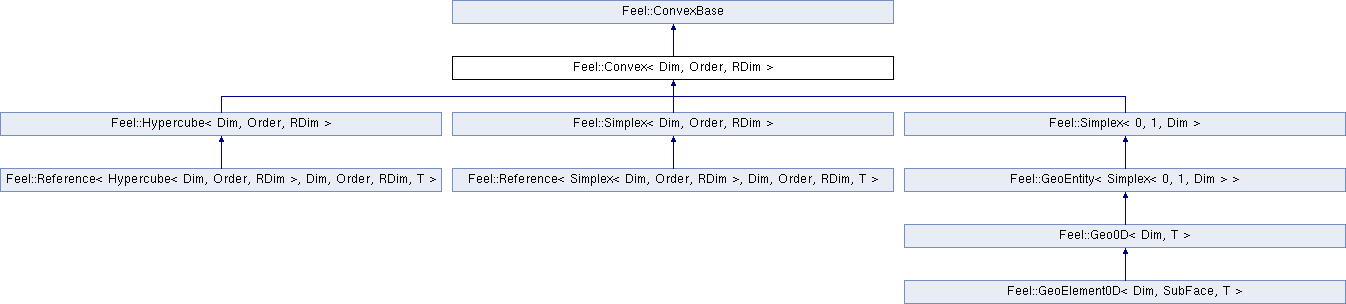 Feel::ConvexBase
Feel::Convex< Dim, Order, RDim >
Feel::Hypercube< Dim, Order, RDim >
Feel::Simplex< Dim, Order, RDim >
Feel::Simplex< 0, 1, Dim >
Feel::Reference< Hypercube< Dim, Order, RDim >, Dim, Order, RDim, T >
Feel::Reference< Simplex< Dim, Order, RDim >, Dim, Order, RDim, T >
Feel::GeoEntity< Simplex< 0, 1, Dim > >
Feel::Geo0D< Dim, T >
Feel::GeoElement0D< Dim, SubFace, T >